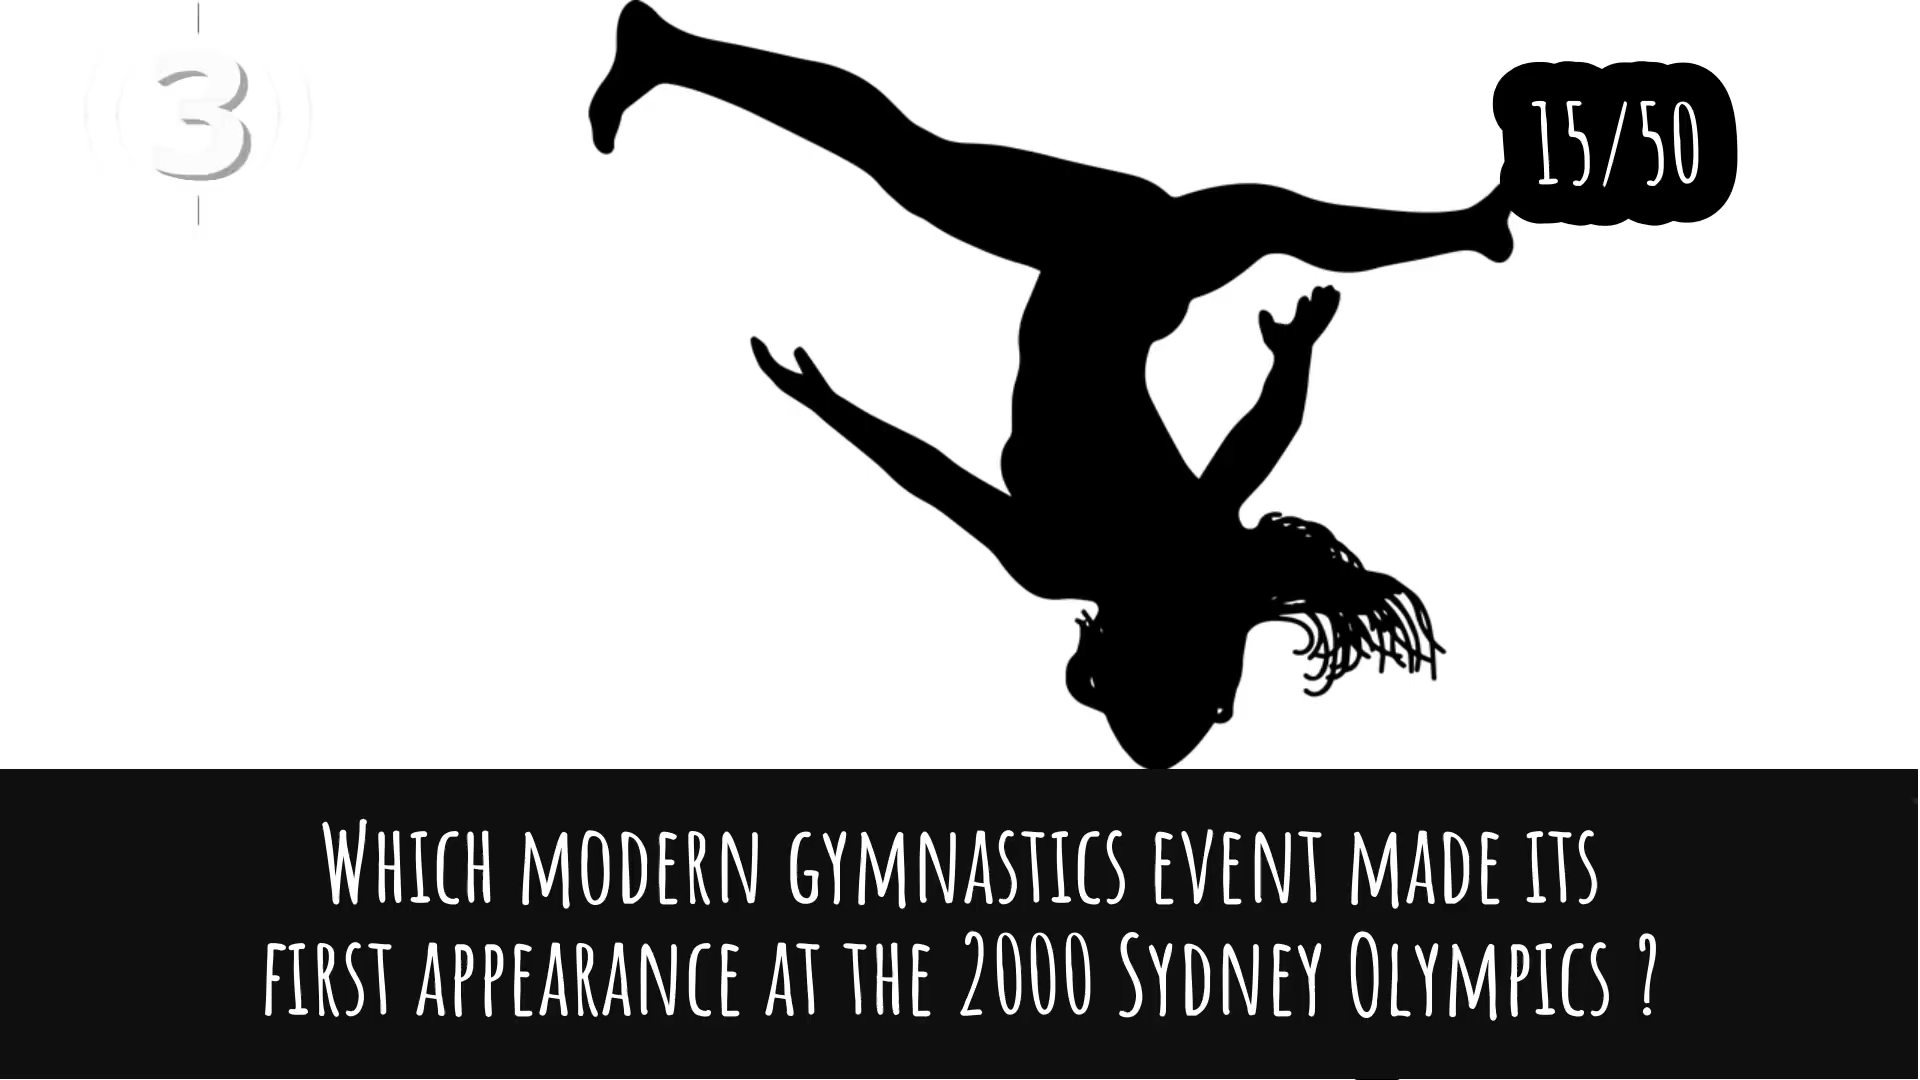 3
15/50
Which modern gymnastics event made its
first appearance at the 2000 Sydney Olympics ?